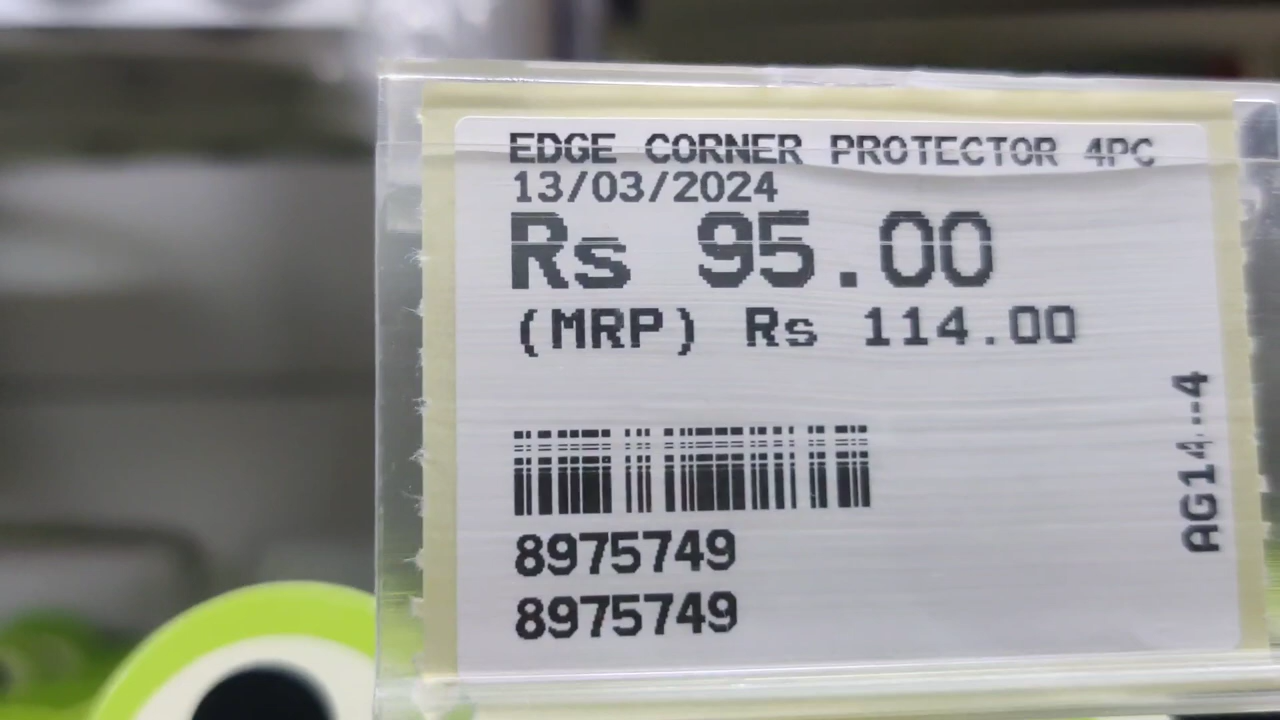 EDGE CORNER PROTECTOR 4PC
13/03/2024
Rs 95.00
(MRP) Rs 114.00
8975749
8975749
AG14--4